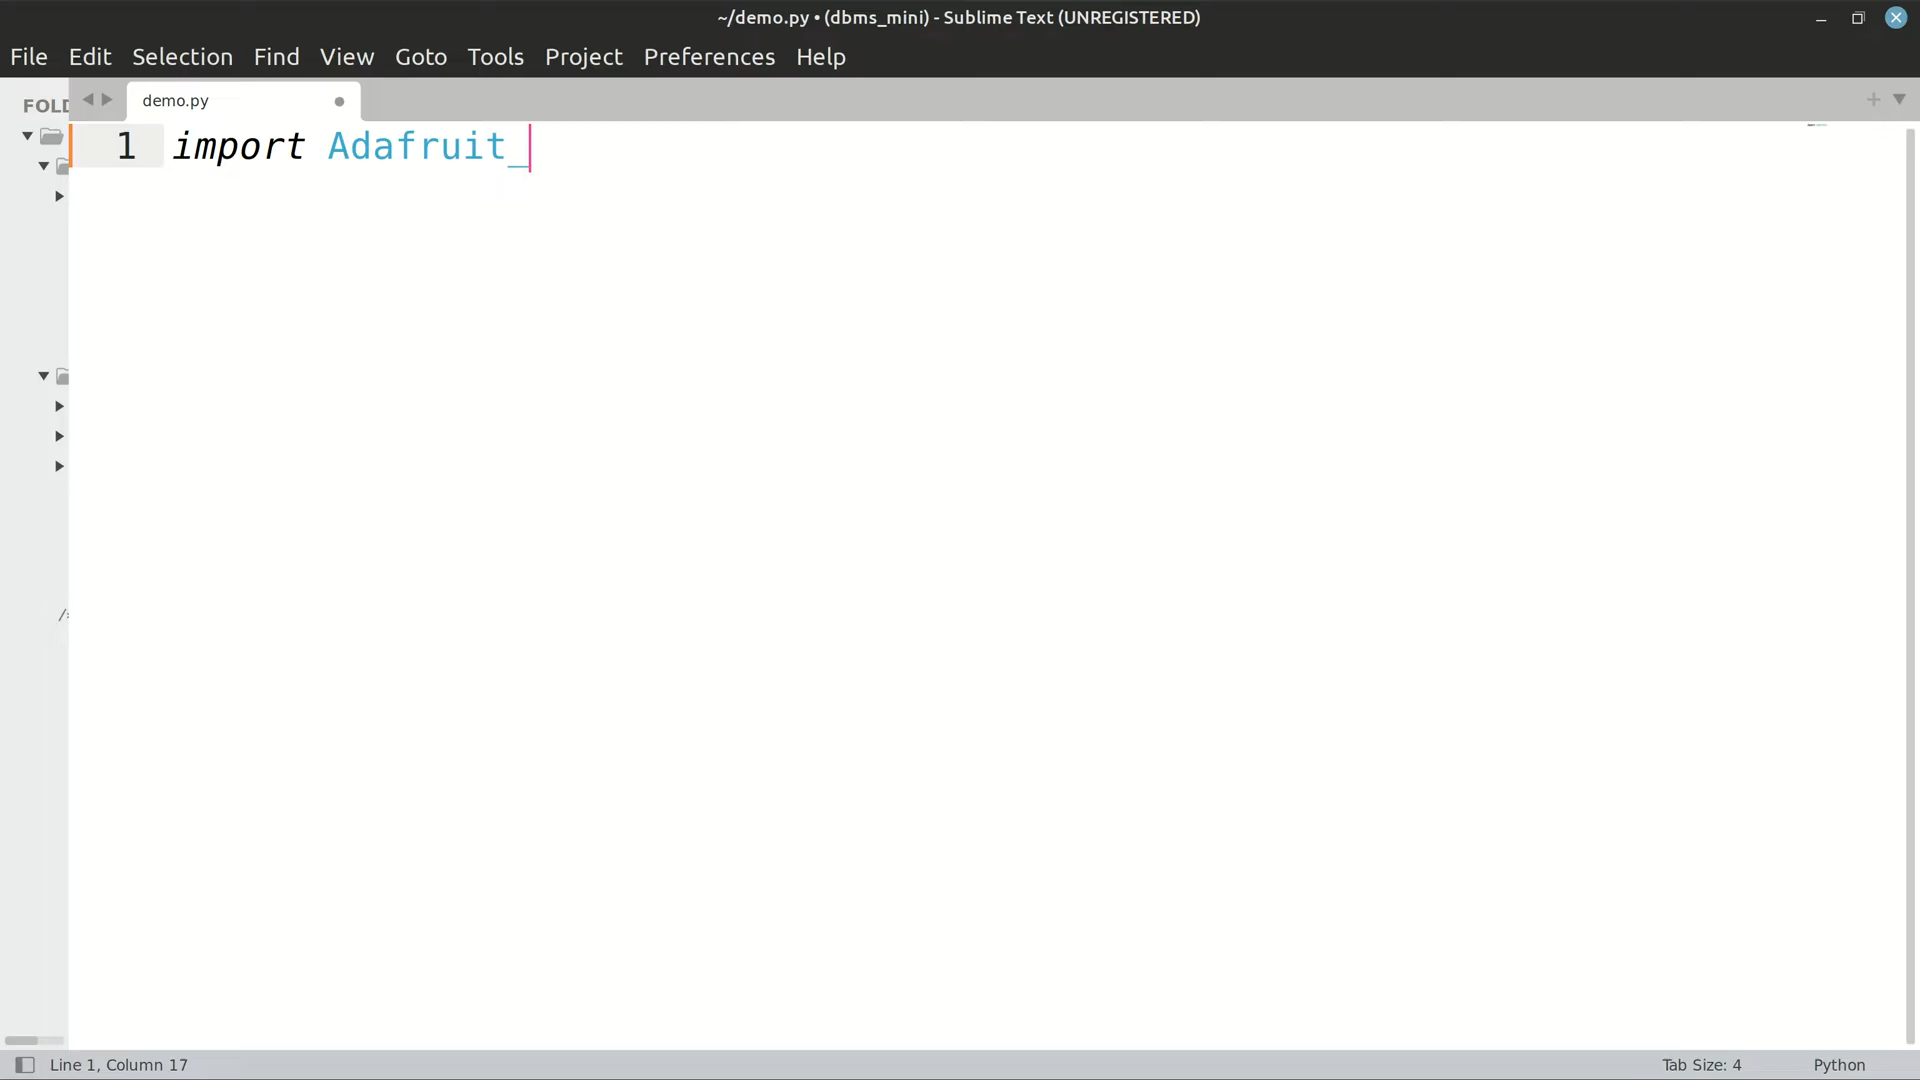 ~/demo.py • (dbms_mini) - Sublime Text (UNREGISTERED)
File Edit Selection Find View Goto Tools Project Preferences Help
FOLD
demo.py
1 import Adafruit_
/*
Line 1, Column 17
Tab Size: 4
Python